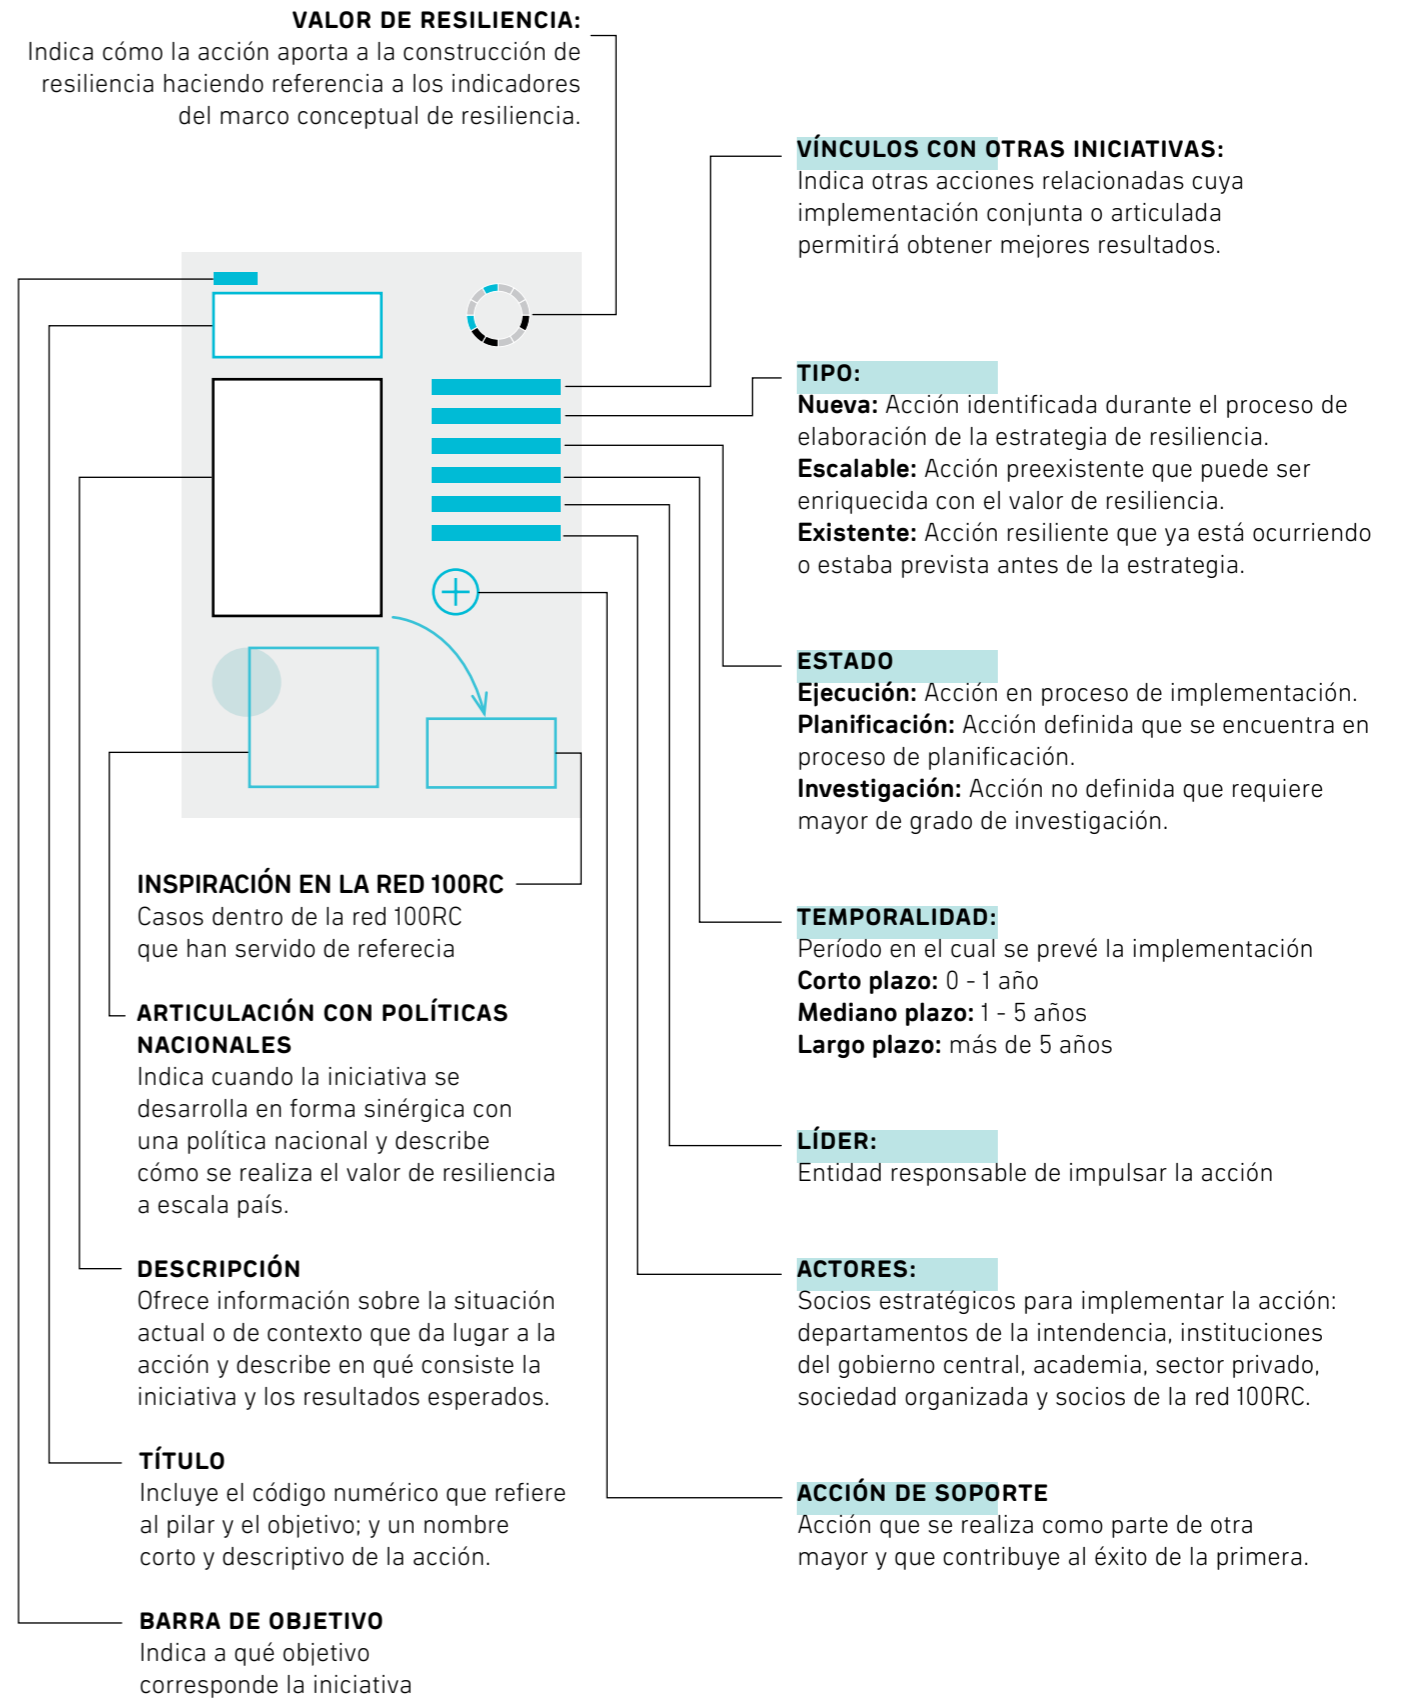 VALOR DE RESILIENCIA:
Indica cómo la acción aporta a la construcción de
resiliencia haciendo referencia a los indicadores
del marco conceptual de resiliencia.
VÍNCULOS CON OTRAS INICIATIVAS:
Indica otras acciones relacionadas cuya
implementación conjunta o articulada
permitirá obtener mejores resultados.
TIPO:
Nueva: Acción identificada durante el proceso de
elaboración de la estrategia de resiliencia.
Escalable: Acción preexistente que puede ser
enriquecida con el valor de resiliencia.
Existente: Acción resiliente que ya está ocurriendo
o estaba prevista antes de la estrategia.
ESTADO
Ejecución: Acción en proceso de implementación.
Planificación: Acción definida que se encuentra en
proceso de planificación.
Investigación: Acción no definida que requiere
mayor de grado de investigación.
TEMPORALIDAD:
Período en el cual se prevé la implementación
Corto plazo: 0 - 1 año
Mediano plazo: 1 - 5 años
Largo plazo: más de 5 años
LÍDER:
Entidad responsable de impulsar la acción
ACTORES:
Socios estratégicos para implementar la acción:
departamentos de la intendencia, instituciones
del gobierno central, academia, sector privado,
sociedad organizada y socios de la red 100RC.
ACCIÓN DE SOPORTE
Acción que se realiza como parte de otra
mayor y que contribuye al éxito de la primera.
INSPIRACIÓN EN LA RED 100RC
Casos dentro de la red 100RC
que han servido de referecia
ARTICULACIÓN CON POLÍTICAS
NACIONALES
Indica cuando la iniciativa se
desarrolla en forma sinérgica con
una política nacional y describe
cómo se realiza el valor de resiliencia
a escala país.
DESCRIPCIÓN
Ofrece información sobre la situación
actual o de contexto que da lugar a la
acción y describe en qué consiste la
iniciativa y los resultados esperados.
TÍTULO
Incluye el código numérico que refiere
al pilar y el objetivo; y un nombre
corto y descriptivo de la acción.
BARRA DE OBJETIVO
Indica a qué objetivo
corresponde la iniciativa